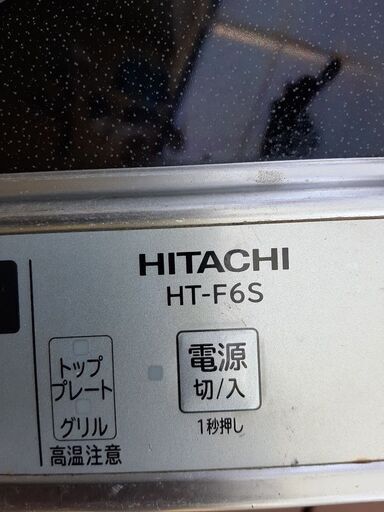 HITACHI
HT-F6S
トップ
プレート
グリル
高温注意
電源
切/入
1秒押し